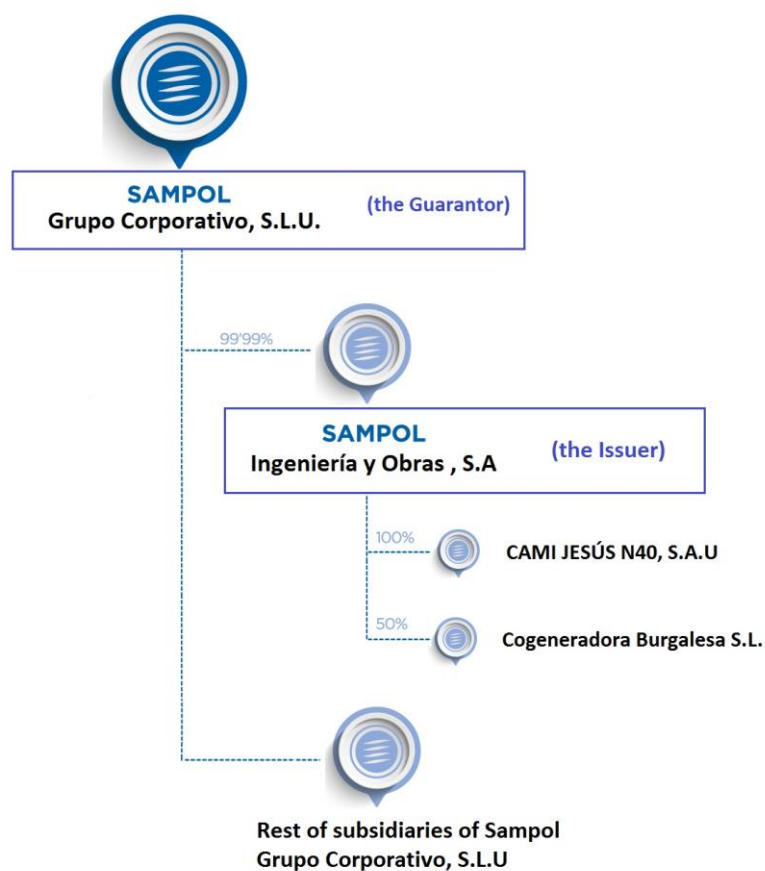 SAMPOL
Grupo Corporativo, S.L.U.
(the Guarantor)
99'99%
SAMPOL
Ingeniería y Obras , S.A
(the Issuer)
100%
CAMI JESÚS N40, S.A.U
50%
Cogeneradora Burgalesa S.L.
Rest of subsidiaries of Sampol
Grupo Corporativo, S.L.U